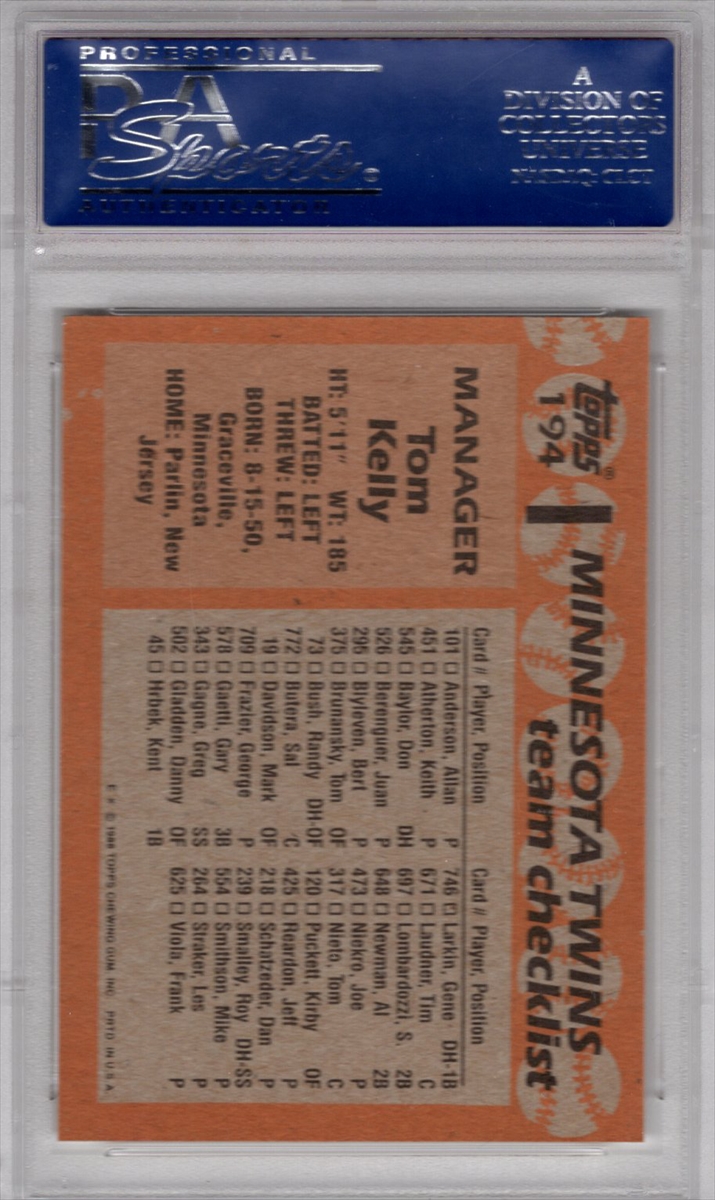 PROFESSIONAL
PSA
Sports®
AUTHENTICATOR
A
DIVISION OF
COLLECTORS
UNIVERSE
NASDAQ: CLCT
TOPPS®
194
MINNESOTA TWINS
team checklist
MANAGER
Tom
Kelly
HT: 5'11" WT: 185
BATTED: LEFT
THREW: LEFT
BORN: 8-15-50,
Graceville,
Minnesota
HOME: Parlin, New
Jersey
Card # Player, Position
101 □ Anderson, Allan P
451 □ Atherton, Keith P
545 □ Baylor, Don DH
526 □ Berenguer, Juan P
295 □ Blyleven, Bert P
375 □ Brunansky, Tom OF
73 □ Bush, Randy DH-OF
772 □ Butera, Sal C
19 □ Davidson, Mark OF
709 □ Frazier, George P
578 □ Gaetti, Gary 3B
343 □ Gagne, Greg SS
502 □ Gladden, Danny OF
45 □ Hrbek, Kent 1B
Card # Player, Position
746 □ Larkin, Gene DH-1B
671 □ Laudner, Tim C
697 □ Lombardozzi, S. 2B
648 □ Newman, Al 2B
473 □ Niekro, Joe P
317 □ Nieto, Tom C
120 □ Puckett, Kirby OF
425 □ Reardon, Jeff P
218 □ Schatzeder, Dan P
239 □ Smalley, Roy DH-SS
554 □ Smithson, Mike P
264 □ Straker, Les P
625 □ Viola, Frank P
© 1988 TOPPS CHEWING GUM, INC. PRTD. IN U.S.A.